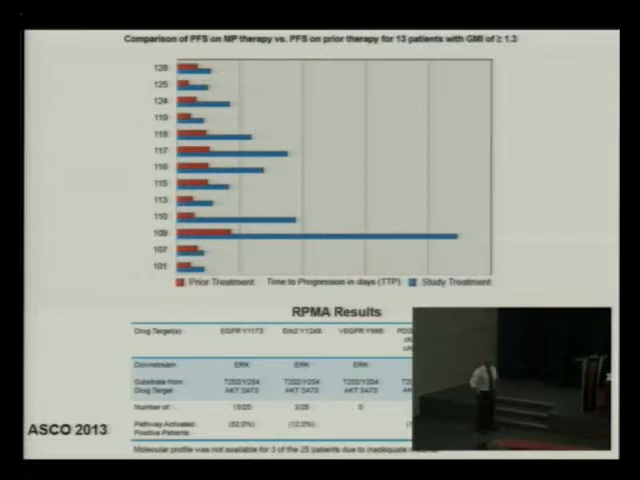 Comparison of PFS on MP therapy vs. PFS on prior therapy for 13 patients with GMI of ≥ 1.3
128
125
124
119
118
117
116
115
113
110
109
107
101
Prior Treatment Time to Progression in days (TTP) Study Treatment
RPMA Results
Drug Target(s) EGFR Y1173
Downstream ERK ERK ERK
Substrate from T202/Y204 T202/Y204 T202/Y204
Drug Target AKT S473 AKT S473 AKT S473
Number of: 13/25 3/25 0
Pathway Activated (52.0%) (12.0%)
Positive Patients
ASCO 2013
Molecular profile was not available for 3 of the 25 patients due to inadequate